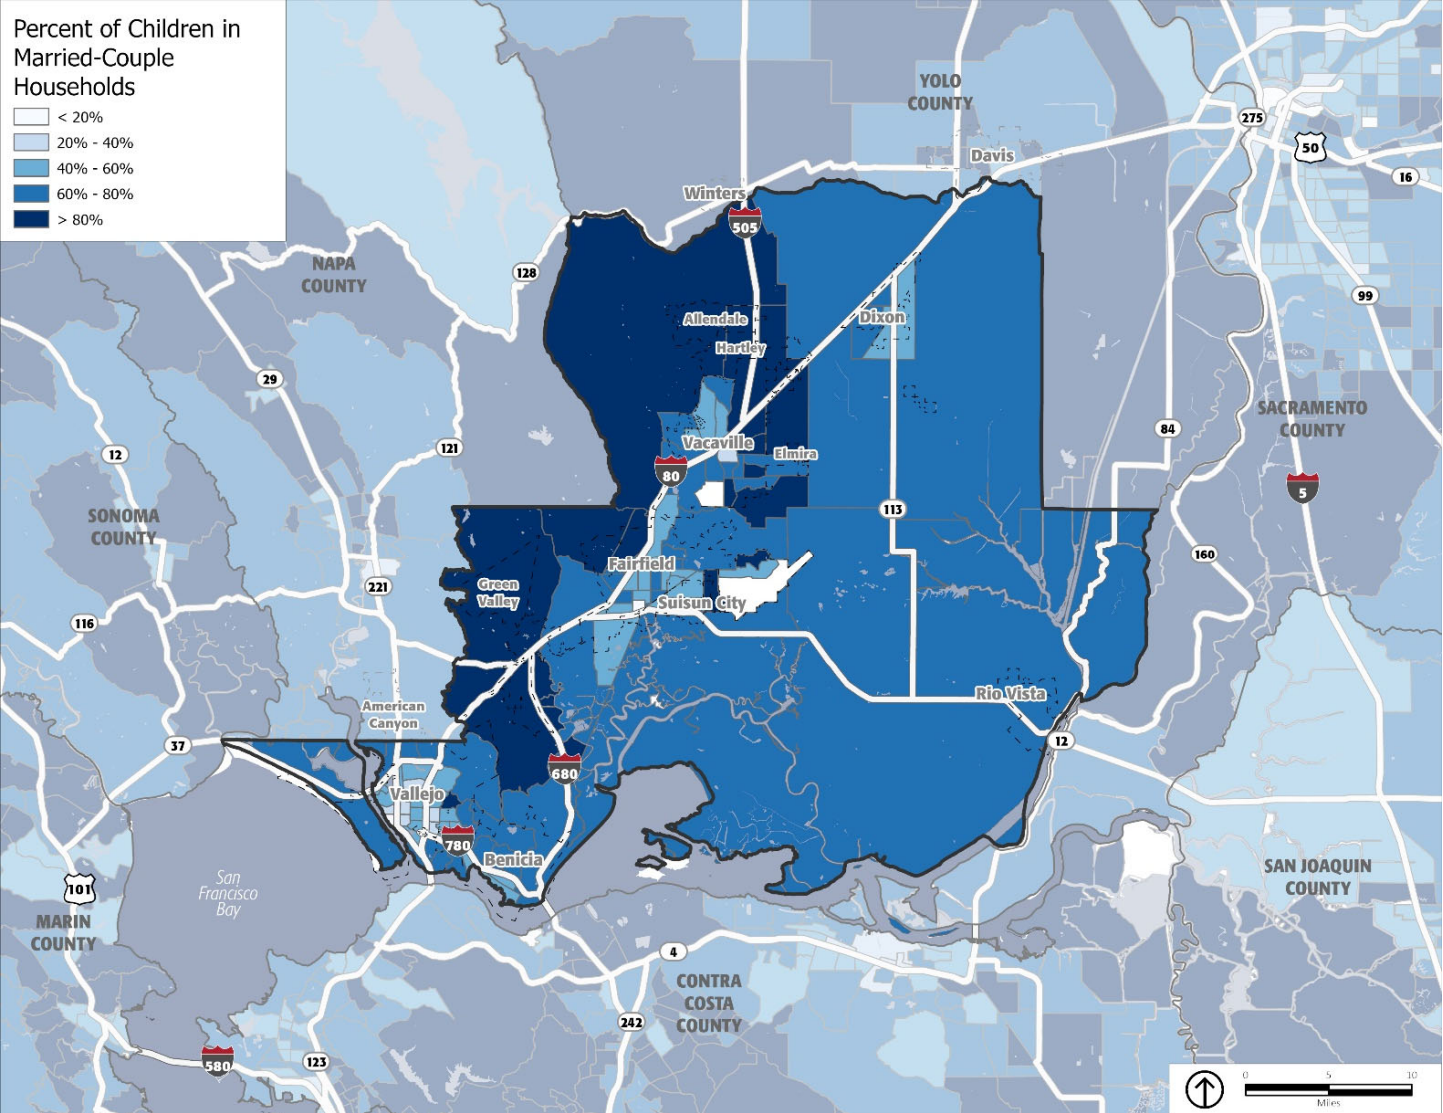 Percent of Children in
Married-Couple
Households
< 20%
20% - 40%
40% - 60%
60% - 80%
> 80%
YOLO
COUNTY
Davis
275
50
16
Winters
505
NAPA
COUNTY
128
Allendale
Hartley
Dixon
99
29
12
121
Vacaville
Elmira
80
84
SACRAMENTO
COUNTY
5
SONOMA
COUNTY
113
160
Fairfield
Green
Valley
221
Suisun City
116
Rio Vista
American
Canyon
37
12
680
Vallejo
780
Benicia
San
Francisco
Bay
101
MARIN
COUNTY
SAN JOAQUIN
COUNTY
4
CONTRA
COSTA
COUNTY
242
580
123
0 5 10
Miles